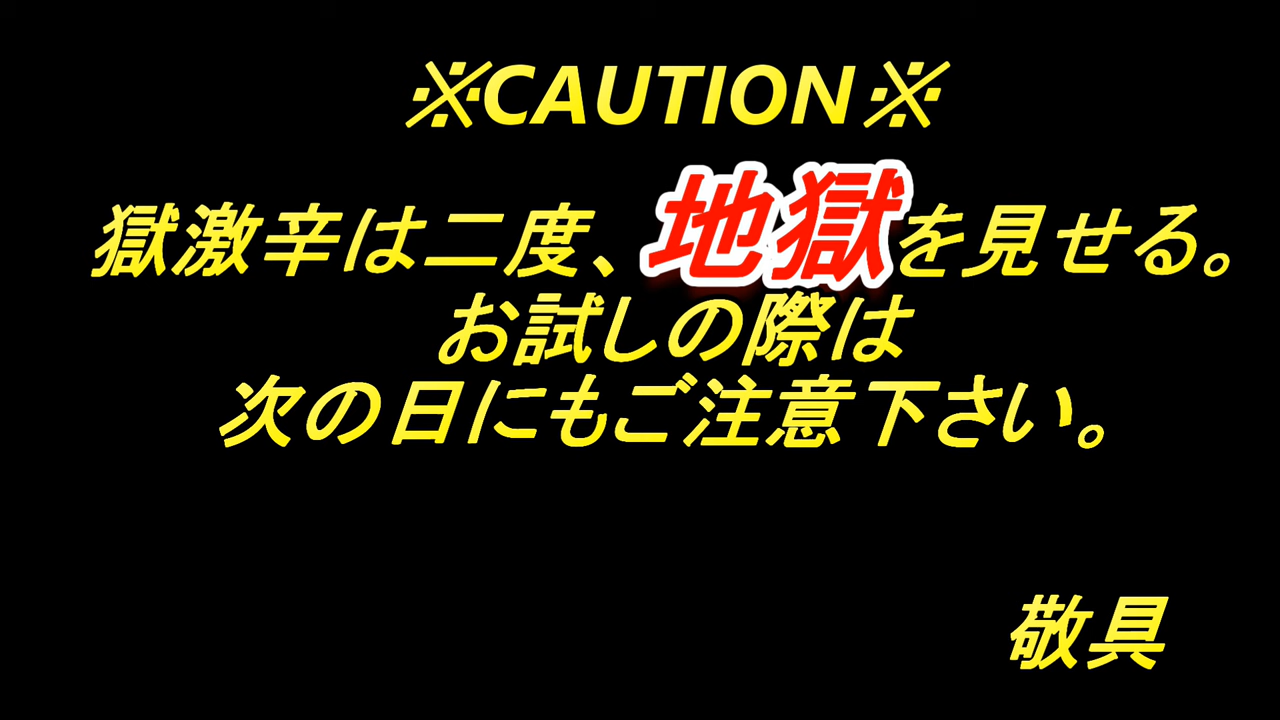 ※CAUTION※
獄激辛は二度、地獄を見せる。
お試しの際は
次の日にもご注意下さい。
敬具